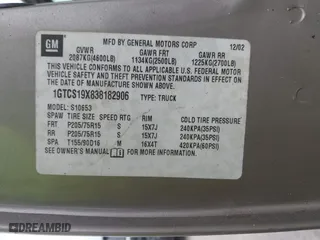 GM
MFD BY GENERAL MOTORS CORP 12/02
GVWR GAWR FRT GAWR RR
2087KG(4600LB) 1134KG(2500LB) 1225KG(2700LB)
THIS VEHICLE CONFORMS TO ALL APPLICABLE U.S. FEDERAL MOTOR
VEHICLE SAFETY AND THEFT PREVENTION STANDARDS IN EFFECT ON
THE DATE OF MANUFACTURE SHOWN ABOVE.
1GTCS19X838182906 TYPE: TRUCK
MODEL: S10653
SPAW TIRE SIZE SPEED RTG RIM COLD TIRE PRESSURE
FRT P205/75R15 S 15X7J 240KPA(35PSI)
RR P205/75R15 S 15X7J 240KPA(35PSI)
SPA T155/90D16 M 16X4T 420KPA(60PSI)
SEE OWNER'S MANUAL FOR ADDITIONAL INFORMATION
DREAMBID